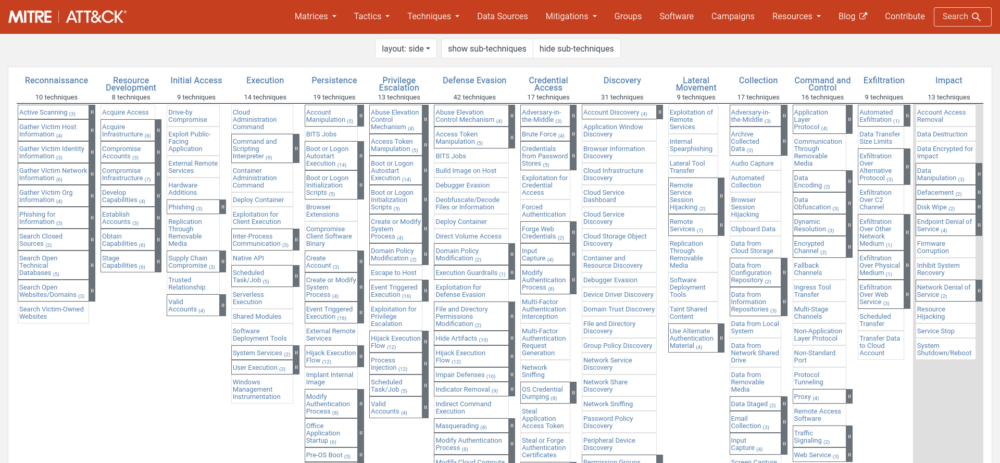 MITRE | ATT&CK®
Matrices
Tactics
Techniques
Data Sources
Mitigations
Groups
Software
Campaigns
Resources
Blog
Contribute
Search
layout: side
show sub-techniques
hide sub-techniques
Reconnaissance
10 techniques
Active Scanning (3)
Gather Victim Host
Information (4)
Gather Victim Identity
Information (3)
Gather Victim Network
Information (6)
Gather Victim Org
Information (4)
Phishing for
Information (3)
Search Closed
Sources (2)
Search Open
Technical
Databases (5)
Search Open
Websites/Domains (3)
Search Victim-Owned
Websites
Resource
Development
8 techniques
Acquire Access
Acquire
Infrastructure (8)
Compromise
Accounts (3)
Compromise
Infrastructure (7)
Develop
Capabilities (4)
Establish
Accounts (3)
Obtain
Capabilities (6)
Stage
Capabilities (6)
Initial Access
9 techniques
Drive-by
Compromise
Exploit Public-
Facing
Application
External Remote
Services
Hardware
Additions
Phishing (3)
Replication
Through
Removable
Media
Supply Chain
Compromise (3)
Trusted
Relationship
Valid
Accounts (4)
Execution
14 techniques
Cloud
Administration
Command
Command and
Scripting
Interpreter (9)
Container
Administration
Command
Deploy Container
Exploitation for
Client Execution
Inter-Process
Communication (3)
Native API
Scheduled
Task/Job (5)
Serverless
Execution
Shared Modules
Software
Deployment Tools
System Services (2)
User Execution (3)
Windows
Management
Instrumentation
Persistence
19 techniques
Account
Manipulation (5)
BITS Jobs
Boot or Logon
Autostart
Execution (14)
Boot or Logon
Initialization
Scripts (5)
Browser
Extensions
Compromise
Client Software
Binary
Create
Account (3)
Create or Modify
System
Process (4)
Event Triggered
Execution (16)
External Remote
Services
Hijack Execution
Flow (12)
Implant Internal
Image
Modify
Authentication
Process (8)
Office
Application
Startup (6)
Pre-OS Boot (5)
Privilege
Escalation
13 techniques
Abuse Elevation
Control
Mechanism (4)
Access Token
Manipulation (5)
Boot or Logon
Autostart
Execution (14)
Boot or Logon
Initialization
Scripts (5)
Create or Modify
System
Process (4)
Domain Policy
Modification (2)
Escape to Host
Event Triggered
Execution (16)
Exploitation for
Privilege
Escalation
Hijack Execution
Flow (12)
Process
Injection (12)
Scheduled
Task/Job (5)
Valid
Accounts (4)
Defense Evasion
42 techniques
Abuse Elevation
Control Mechanism (4)
Access Token
Manipulation (5)
BITS Jobs
Build Image on Host
Debugger Evasion
Deobfuscate/Decode
Files or Information
Deploy Container
Direct Volume Access
Domain Policy
Modification (2)
Execution Guardrails (1)
Exploitation for
Defense Evasion
File and Directory
Permissions
Modification (2)
Hide Artifacts (10)
Hijack Execution
Flow (12)
Impair Defenses (10)
Indicator Removal (9)
Indirect Command
Execution
Masquerading (8)
Modify Authentication
Process (8)
Modify Cloud Compute
Credential
Access
17 techniques
Adversary-in-
the-Middle (3)
Brute Force (4)
Credentials
from Password
Stores (5)
Exploitation for
Credential
Access
Forced
Authentication
Forge Web
Credentials (2)
Input
Capture (4)
Modify
Authentication
Process (8)
Multi-Factor
Authentication
Interception
Multi-Factor
Authentication
Request
Generation
Network
Sniffing
OS Credential
Dumping (8)
Steal
Application
Access Token
Steal or Forge
Authentication
Certificates
Discovery
31 techniques
Account Discovery (4)
Application Window
Discovery
Browser Information
Discovery
Cloud Infrastructure
Discovery
Cloud Service
Dashboard
Cloud Service
Discovery
Cloud Storage Object
Discovery
Container and
Resource Discovery
Debugger Evasion
Device Driver Discovery
Domain Trust Discovery
File and Directory
Discovery
Group Policy Discovery
Network Service
Discovery
Network Share
Discovery
Network Sniffing
Password Policy
Discovery
Peripheral Device
Discovery
Permission Groups
Lateral
Movement
9 techniques
Exploitation of
Remote
Services
Internal
Spearphishing
Lateral Tool
Transfer
Remote
Service
Session
Hijacking (2)
Remote
Services (7)
Replication
Through
Removable
Media
Software
Deployment
Tools
Taint Shared
Content
Use Alternate
Authentication
Material (4)
Collection
17 techniques
Adversary-in-
the-Middle (3)
Archive
Collected
Data (3)
Audio Capture
Automated
Collection
Browser
Session
Hijacking
Clipboard Data
Data from
Cloud Storage
Data from
Configuration
Repository (2)
Data from
Information
Repositories (3)
Data from Local
System
Data from
Network Shared
Drive
Data from
Removable
Media
Data Staged (2)
Email
Collection (3)
Input
Capture (4)
Screen Capture
Command and
Control
16 techniques
Application
Layer
Protocol (4)
Communication
Through
Removable
Media
Data
Encoding (2)
Data
Obfuscation (3)
Dynamic
Resolution (3)
Encrypted
Channel (2)
Fallback
Channels
Ingress Tool
Transfer
Multi-Stage
Channels
Non-Application
Layer Protocol
Non-Standard
Port
Protocol
Tunneling
Proxy (4)
Remote Access
Software
Traffic
Signaling (2)
Web Service (3)
Exfiltration
9 techniques
Automated
Exfiltration (1)
Data Transfer
Size Limits
Exfiltration
Over
Alternative
Protocol (3)
Exfiltration
Over C2
Channel
Exfiltration
Over Other
Network
Medium (1)
Exfiltration
Over Physical
Medium (1)
Exfiltration
Over Web
Service (3)
Scheduled
Transfer
Transfer Data
to Cloud
Account
Impact
13 techniques
Account Access
Removal
Data Destruction
Data Encrypted for
Impact
Data
Manipulation (3)
Defacement (2)
Disk Wipe (2)
Endpoint Denial of
Service (4)
Firmware
Corruption
Inhibit System
Recovery
Network Denial of
Service (2)
Resource
Hijacking
Service Stop
System
Shutdown/Reboot